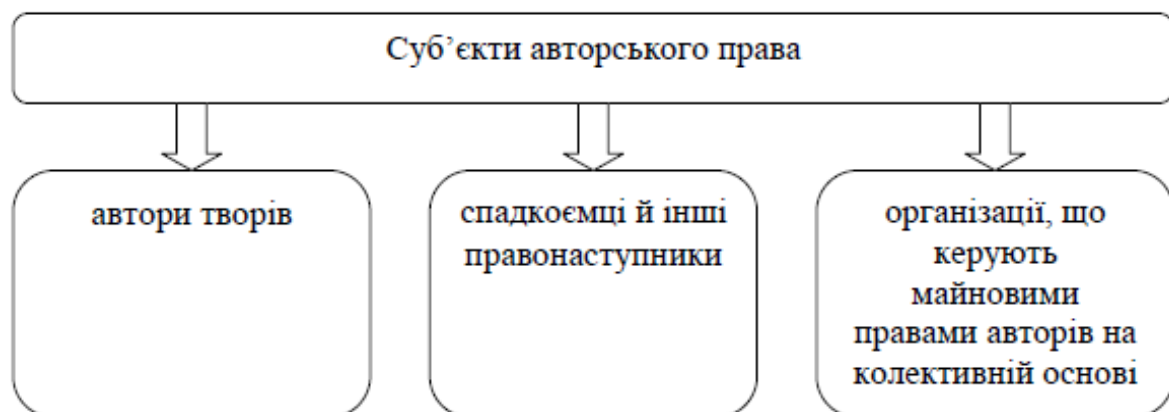 Суб’єкти авторського права
автори творів
спадкоємці й інші
правонаступники
організації, що
керують
майновими
правами авторів на
колективній основі